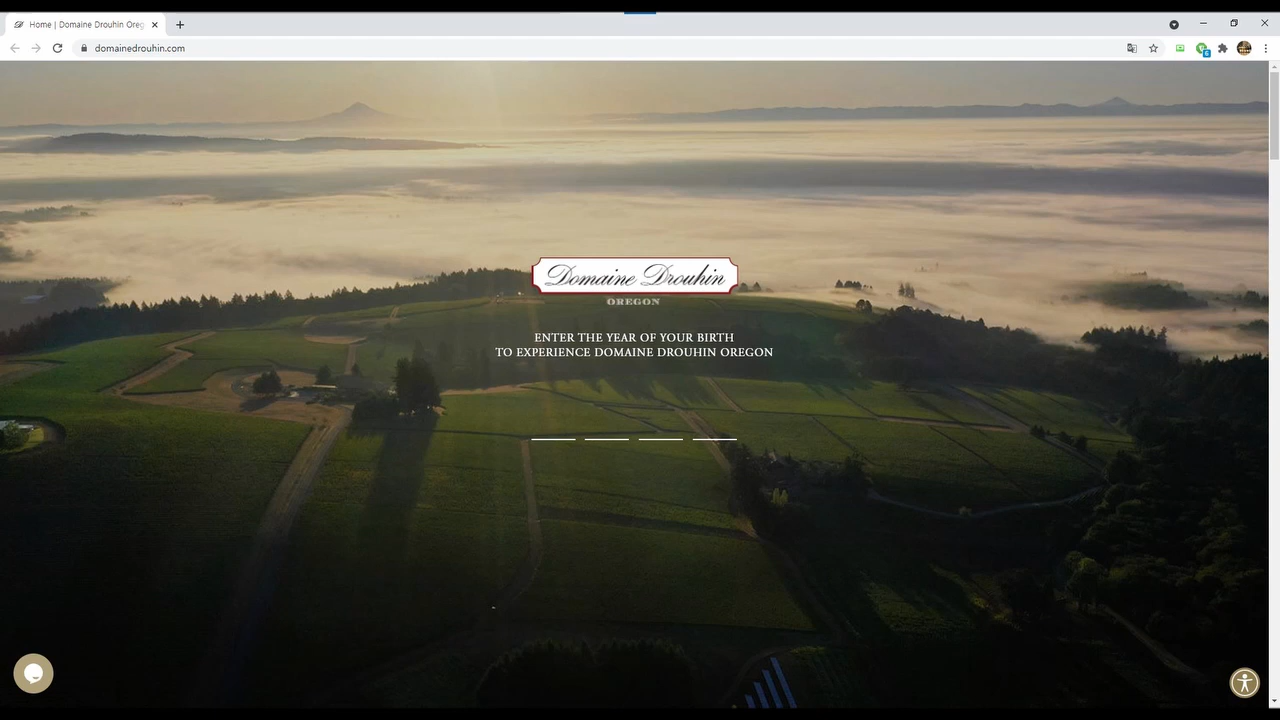 Home | Domaine Drouhin Oreg
domainedrouhin.com
6
Domaine Drouhin
OREGON
ENTER THE YEAR OF YOUR BIRTH
TO EXPERIENCE DOMAINE DROUHIN OREGON